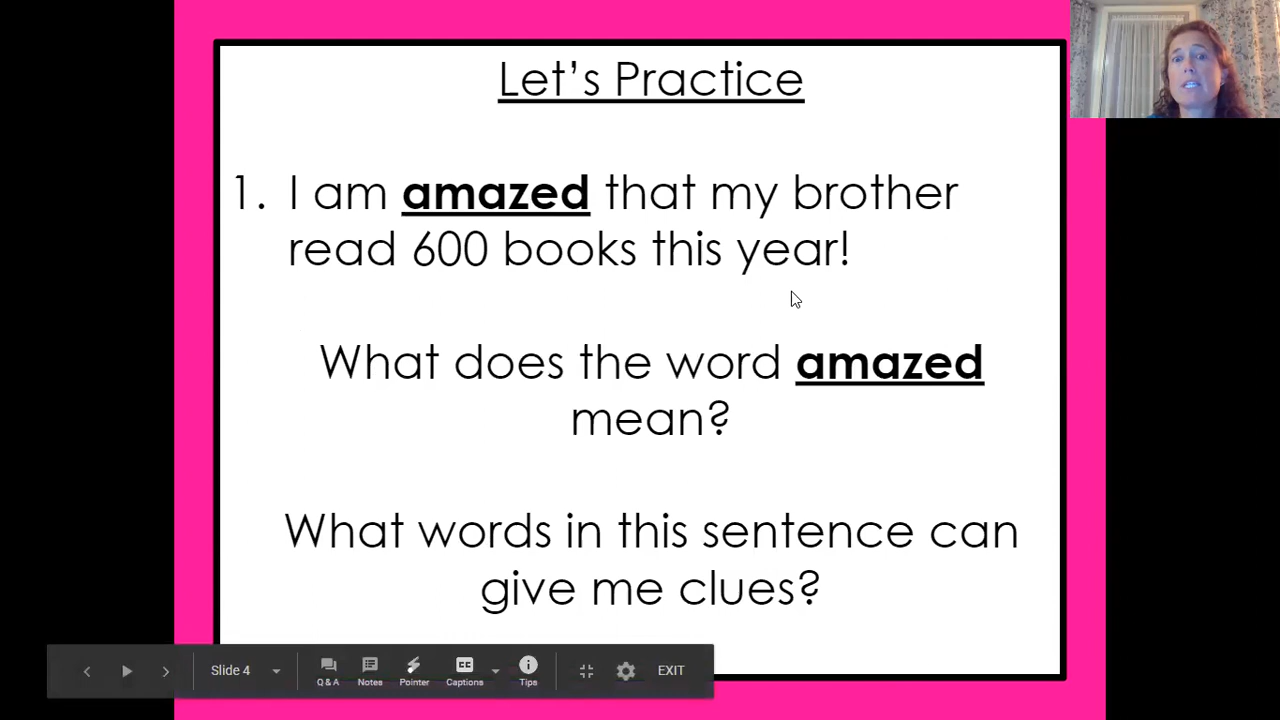 Let's Practice
1. I am amazed that my brother
read 600 books this year!
What does the word amazed
mean?
What words in this sentence can
give me clues?
Slide 4
Q & A
Notes
Pointer
CC
Captions
Tips
EXIT